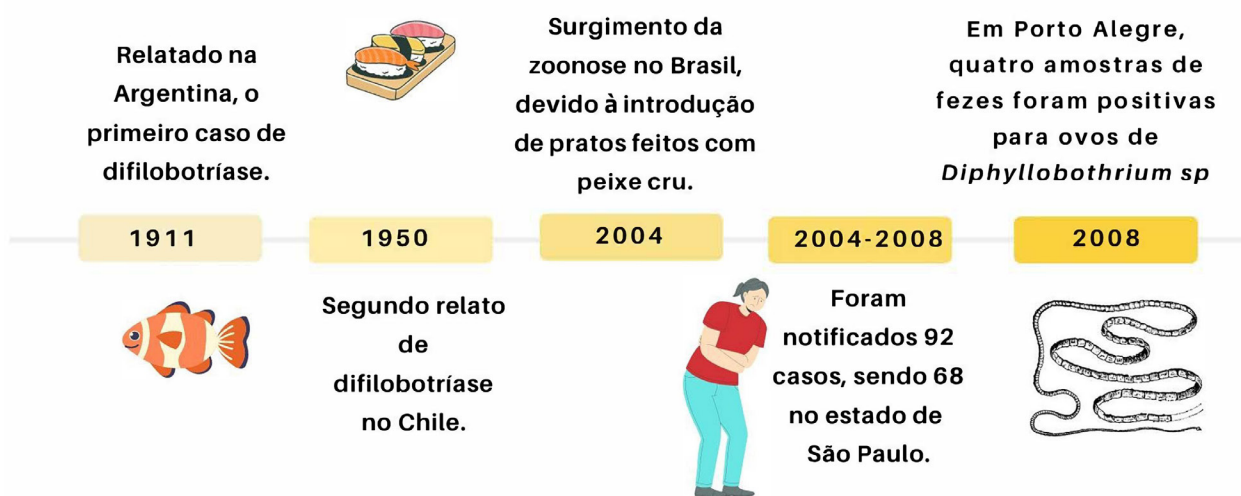 Relatado na
Argentina, o
primeiro caso de
difilobotríase.
1911
1950
Segundo relato
de
difilobotríase
no Chile.
Surgimento da
zoonose no Brasil,
devido à introdução
de pratos feitos com
peixe cru.
2004
2004-2008
Foram
notificados 92
casos, sendo 68
no estado de
São Paulo.
Em Porto Alegre,
quatro amostras de
fezes foram positivas
para ovos de
Diphyllobothrium sp
2008